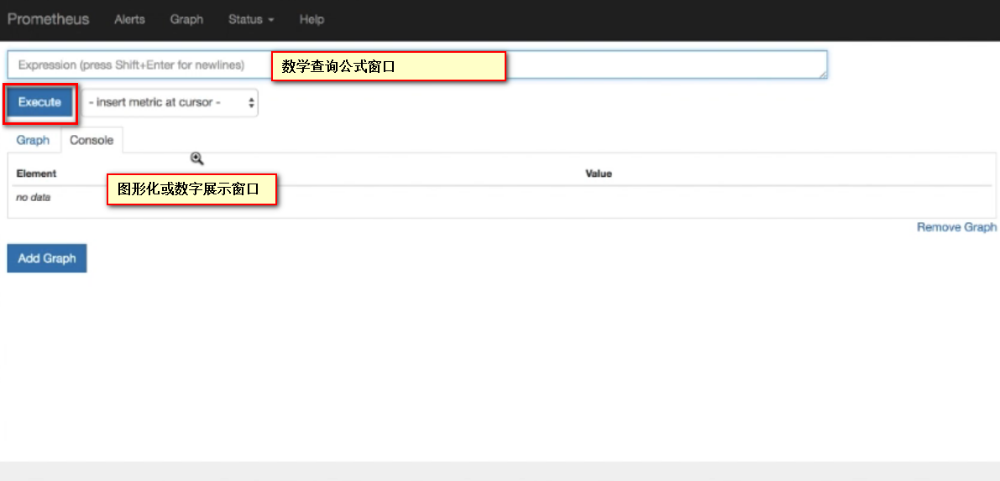 Prometheus Alerts Graph Status Help
Expression (press Shift+Enter for newlines) 数学查询公式窗口
Execute - insert metric at cursor -
Graph Console
Element Value
图形化或数字展示窗口
no data
Remove Graph
Add Graph